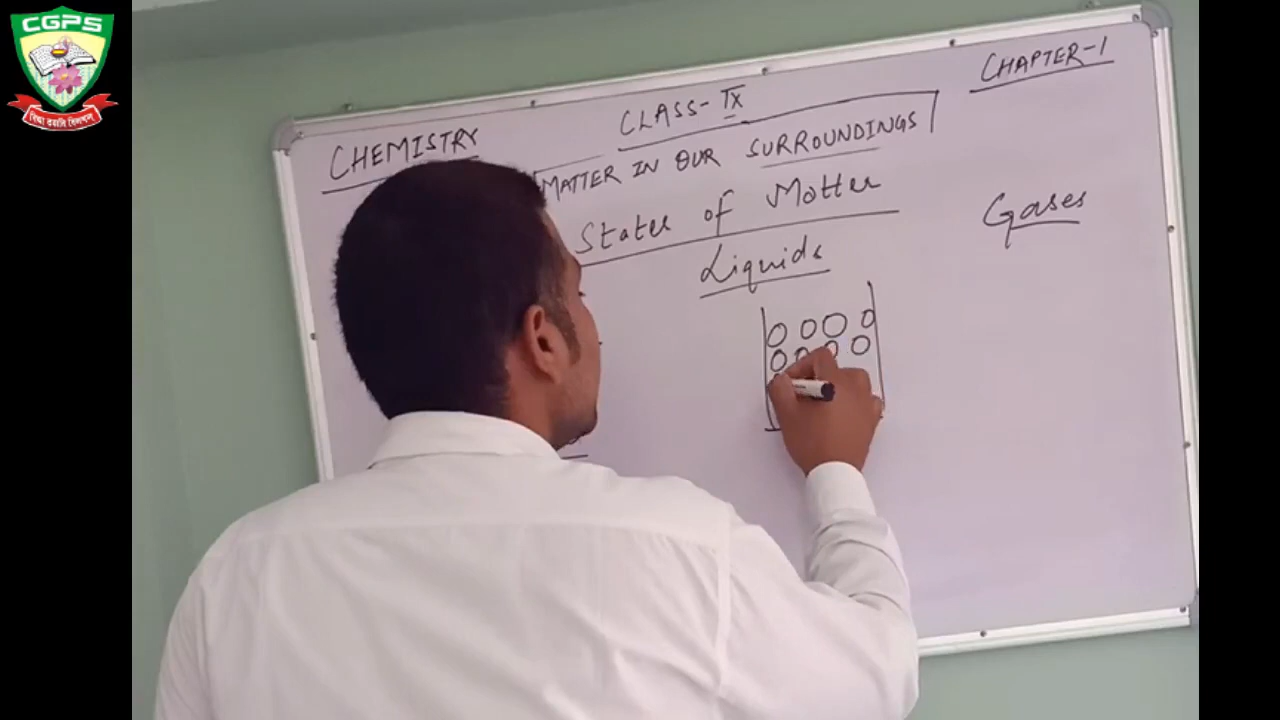 CGPS
CHAPTER-1
CLASS-IX
CHEMISTRY
MATTER IN OUR SURROUNDINGS
States of Matter
Gases
Liquids